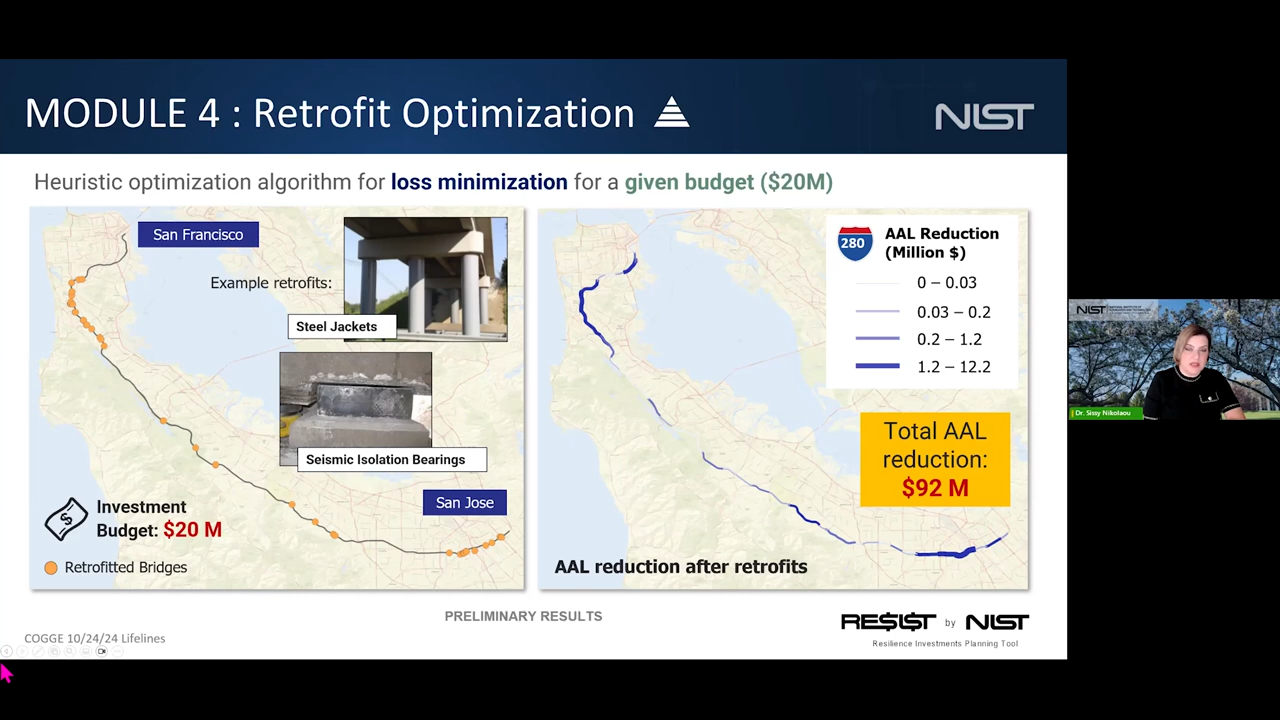 MODULE 4 : Retrofit Optimization
NIST
Heuristic optimization algorithm for loss minimization for a given budget ($20M)
San Francisco
Example retrofits:
Steel Jackets
Seismic Isolation Bearings
San Jose
Investment
Budget: $20 M
Retrofitted Bridges
280
AAL Reduction
(Million $)
0 – 0.03
0.03 – 0.2
0.2 – 1.2
1.2 – 12.2
Total AAL
reduction:
$92 M
AAL reduction after retrofits
PRELIMINARY RESULTS
RE$I$T by NIST
Resilience Investments Planning Tool
COGGE 10/24/24 Lifelines
NIST
Dr. Sissy Nikolaou